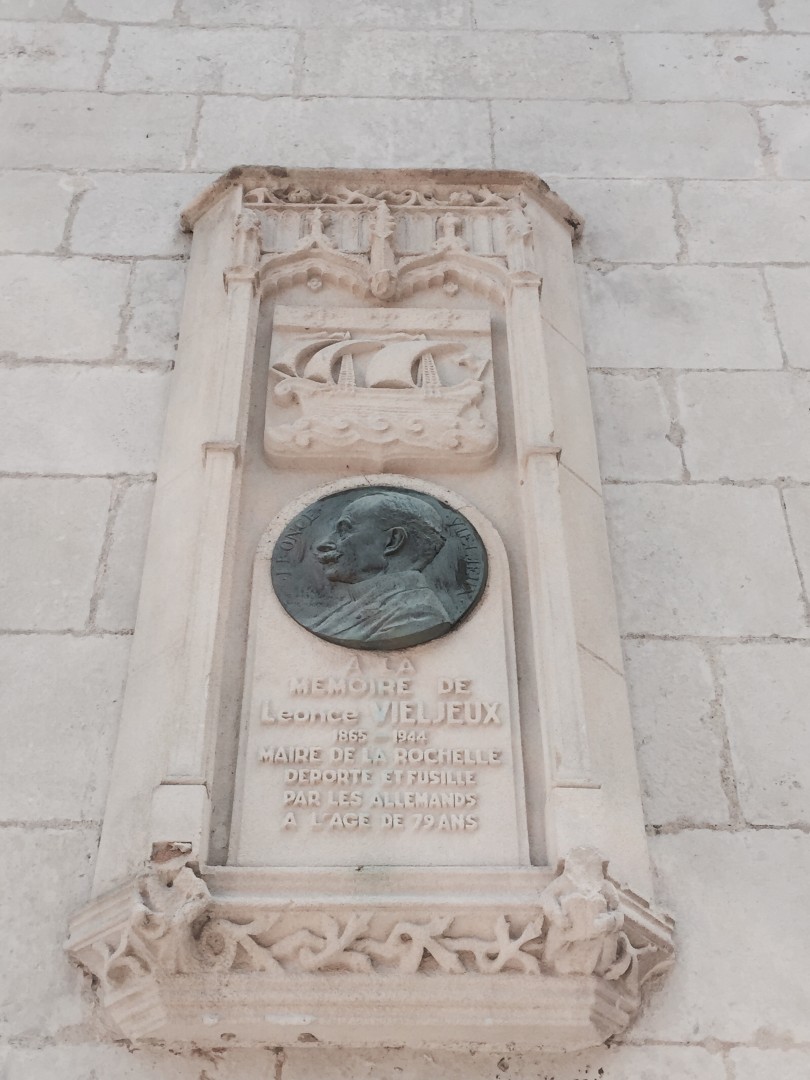 LEONCE VIELJEUX
A LA
MEMOIRE DE
Léonce VIELJEUX
1865 - 1944
MAIRE DE LA ROCHELLE
DEPORTE ET FUSILLE
PAR LES ALLEMANDS
A L'AGE DE 79 ANS